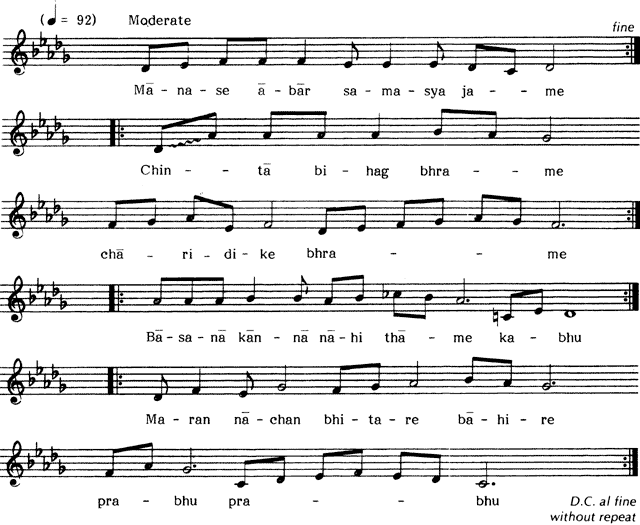 (♩ = 92) Moderate
fine
Mā - na - se ā - bār sa - ma - sya ja - - me
Chin - - tā bi - hag bhra - - me
chā - ri - di - ke bhra - - - me
Bā - sa - nā kān - nā nā - hi thā - me ka - bhu
Ma - ran nā - chan bhi - ta - re bā - hi - re
pra - bhu pra - - - bhu
D.C. al fine
without repeat